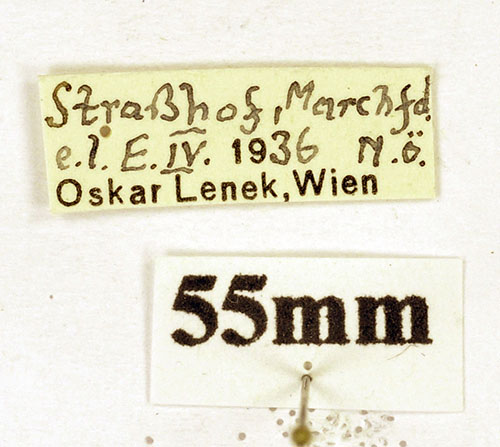 Straßhof, Marchfd.
e.l. E. IV. 1936 N.ö.
Oskar Lenek, Wien
55mm